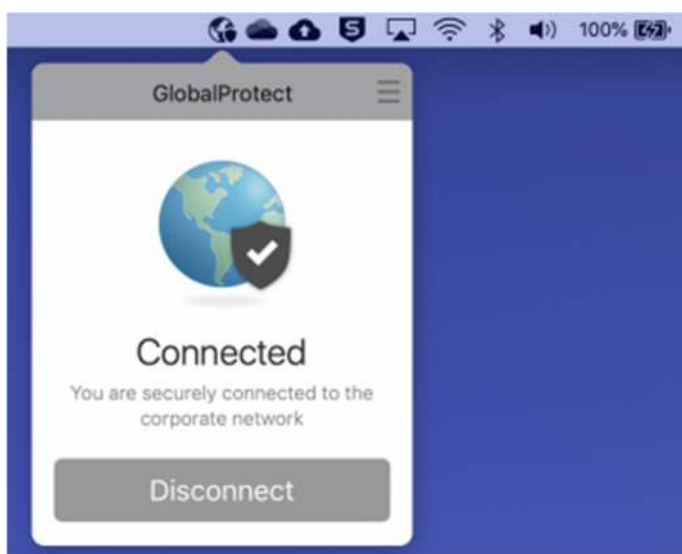 100%
GlobalProtect
Connected
You are securely connected to the
corporate network
Disconnect